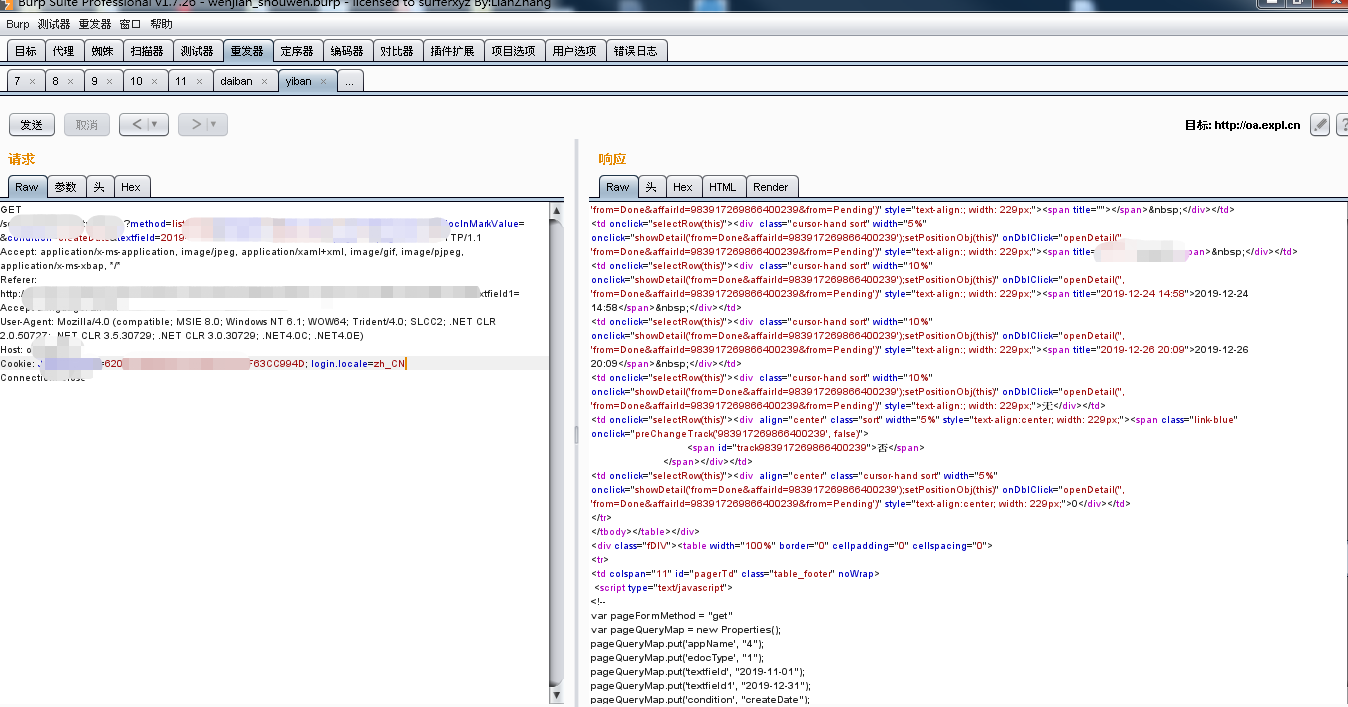 Burp Suite Professional v1.7.26 - wenjian_shouwen.burp - licensed to surferxyz By:LianZhang
Burp 测试器 重发器 窗口 帮助
目标 代理 蜘蛛 扫描器 测试器 重发器 定序器 编码器 对比器 插件扩展 项目选项 用户选项 错误日志
7 × 8 × 9 × 10 × 11 × daiban × yiban × ...
发送 取消 < ▼ > ▼ 目标: http://oa.expl.cn ?
请求
Raw 参数 头 Hex
GET
?method=list ocInMarkValue=
textfield=2019 TP/1.1
Accept: application/x-ms-application, image/jpeg, application/xaml+xml, image/gif, image/pjpeg,
application/x-ms-xbap, */*
Referer:
http:/ xtfield1=
Accep
User-Agent: Mozilla/4.0 (compatible; MSIE 8.0; Windows NT 6.1; WOW64; Trident/4.0; SLCC2; .NET CLR
2.0.50727; .NET CLR 3.5.30729; .NET CLR 3.0.30729; .NET4.0C; .NET4.0E)
Host: o
Cookie: =620 F63CC994D; login.locale=zh_CN
响应
Raw 头 Hex HTML Render
'from=Done&affairId=983917269866400239&from=Pending')" style="text-align:; width: 229px;"><span title=""></span>&nbsp;</div></td>
<td onclick="selectRow(this)"><div class="cursor-hand sort" width="5%"
onclick="showDetail('from=Done&affairId=983917269866400239');setPositionObj(this)" onDblClick="openDetail('',
'from=Done&affairId=983917269866400239&from=Pending')" style="text-align:; width: 229px;"><span title= pan>&nbsp;</div></td>
<td onclick="selectRow(this)"><div class="cursor-hand sort" width="10%"
onclick="showDetail('from=Done&affairId=983917269866400239');setPositionObj(this)" onDblClick="openDetail('',
'from=Done&affairId=983917269866400239&from=Pending')" style="text-align:; width: 229px;"><span title="2019-12-24 14:58">2019-12-24
14:58</span>&nbsp;</div></td>
<td onclick="selectRow(this)"><div class="cursor-hand sort" width="10%"
onclick="showDetail('from=Done&affairId=983917269866400239');setPositionObj(this)" onDblClick="openDetail('',
'from=Done&affairId=983917269866400239&from=Pending')" style="text-align:; width: 229px;"><span title="2019-12-26 20:09">2019-12-26
20:09</span>&nbsp;</div></td>
<td onclick="selectRow(this)"><div class="cursor-hand sort" width="10%"
onclick="showDetail('from=Done&affairId=983917269866400239');setPositionObj(this)" onDblClick="openDetail('',
'from=Done&affairId=983917269866400239&from=Pending')" style="text-align:; width: 229px;">无</div></td>
<td onclick="selectRow(this)"><div align="center" class="sort" width="5%" style="text-align:center; width: 229px;"><span class="link-blue"
onclick="preChangeTrack('983917269866400239', false)">
<span id="track983917269866400239">否</span>
</span></div></td>
<td onclick="selectRow(this)"><div align="center" class="cursor-hand sort" width="5%"
onclick="showDetail('from=Done&affairId=983917269866400239');setPositionObj(this)" onDblClick="openDetail('',
'from=Done&affairId=983917269866400239&from=Pending')" style="text-align:center; width: 229px;">0</div></td>
</tr>
</tbody></table></div>
<div class="fDIV"><table width="100%" border="0" cellpadding="0" cellspacing="0">
<tr>
<td colspan="11" id="pagerTd" class="table_footer" noWrap>
<script type="text/javascript">
<!--
var pageFormMethod = "get"
var pageQueryMap = new Properties();
pageQueryMap.put('appName', "4");
pageQueryMap.put('edocType', "1");
pageQueryMap.put('textfield', "2019-11-01");
pageQueryMap.put('textfield1', "2019-12-31");
pageQueryMap.put('condition', "createDate");